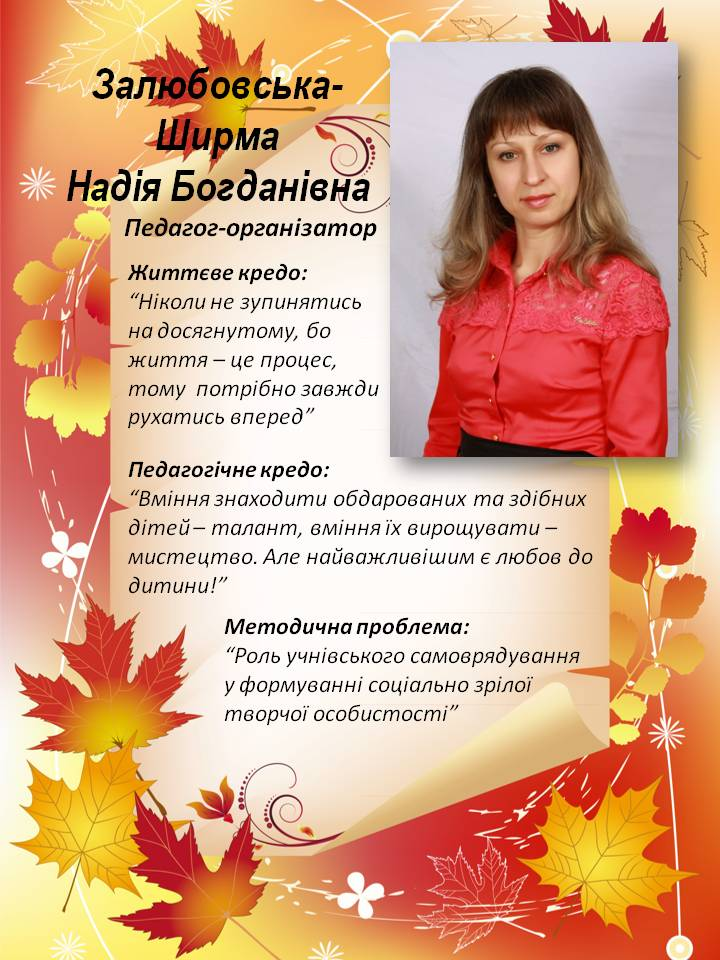 Залюбовська-
Ширма
Надія Богданівна
Педагог-організатор
Життєве кредо:
“Ніколи не зупинятись
на досягнутому, бо
життя – це процес,
тому потрібно завжди
рухатись вперед”
Педагогічне кредо:
“Вміння знаходити обдарованих та здібних
дітей – талант, вміння їх вирощувати –
мистецтво. Але найважливішим є любов до
дитини!”
Методична проблема:
“Роль учнівського самоврядування
у формуванні соціально зрілої
творчої особистості”